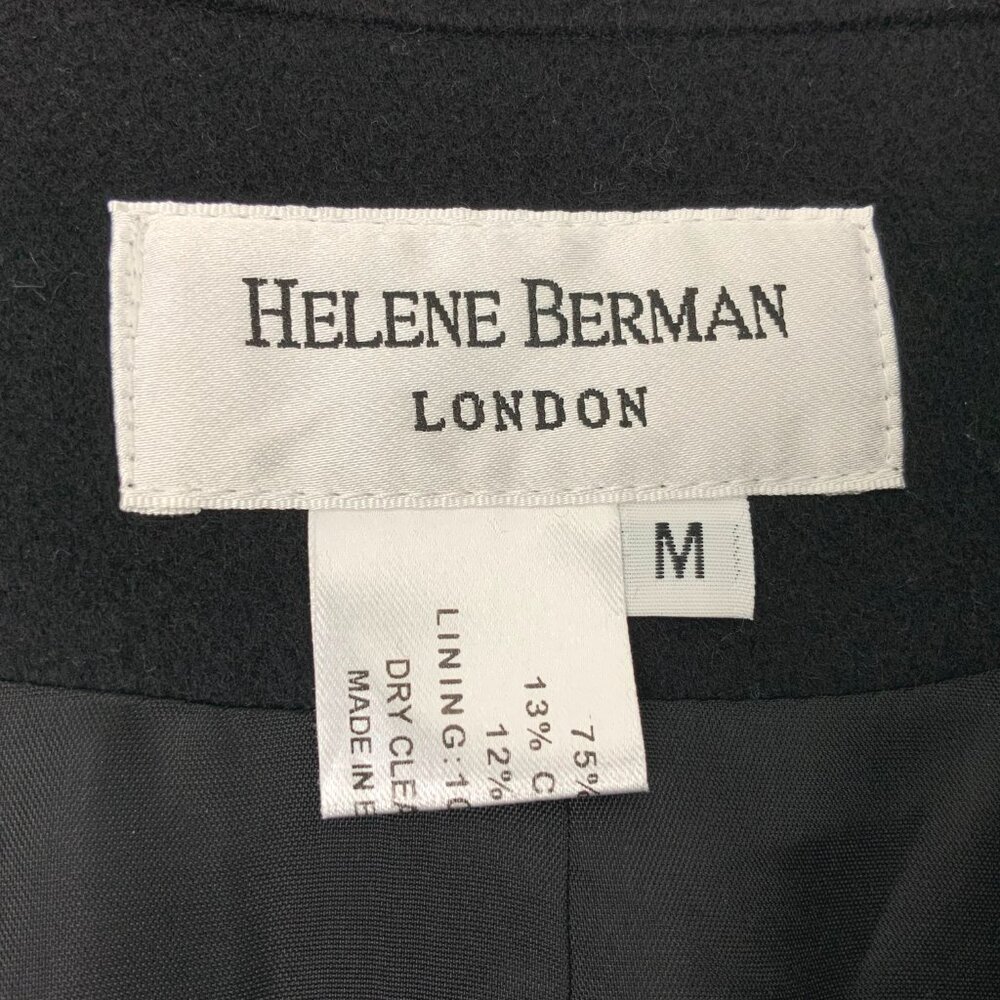 HELENE BERMAN
LONDON
M
75%
13% C
12%
LINING:10
DRY CLEA
MADE IN E